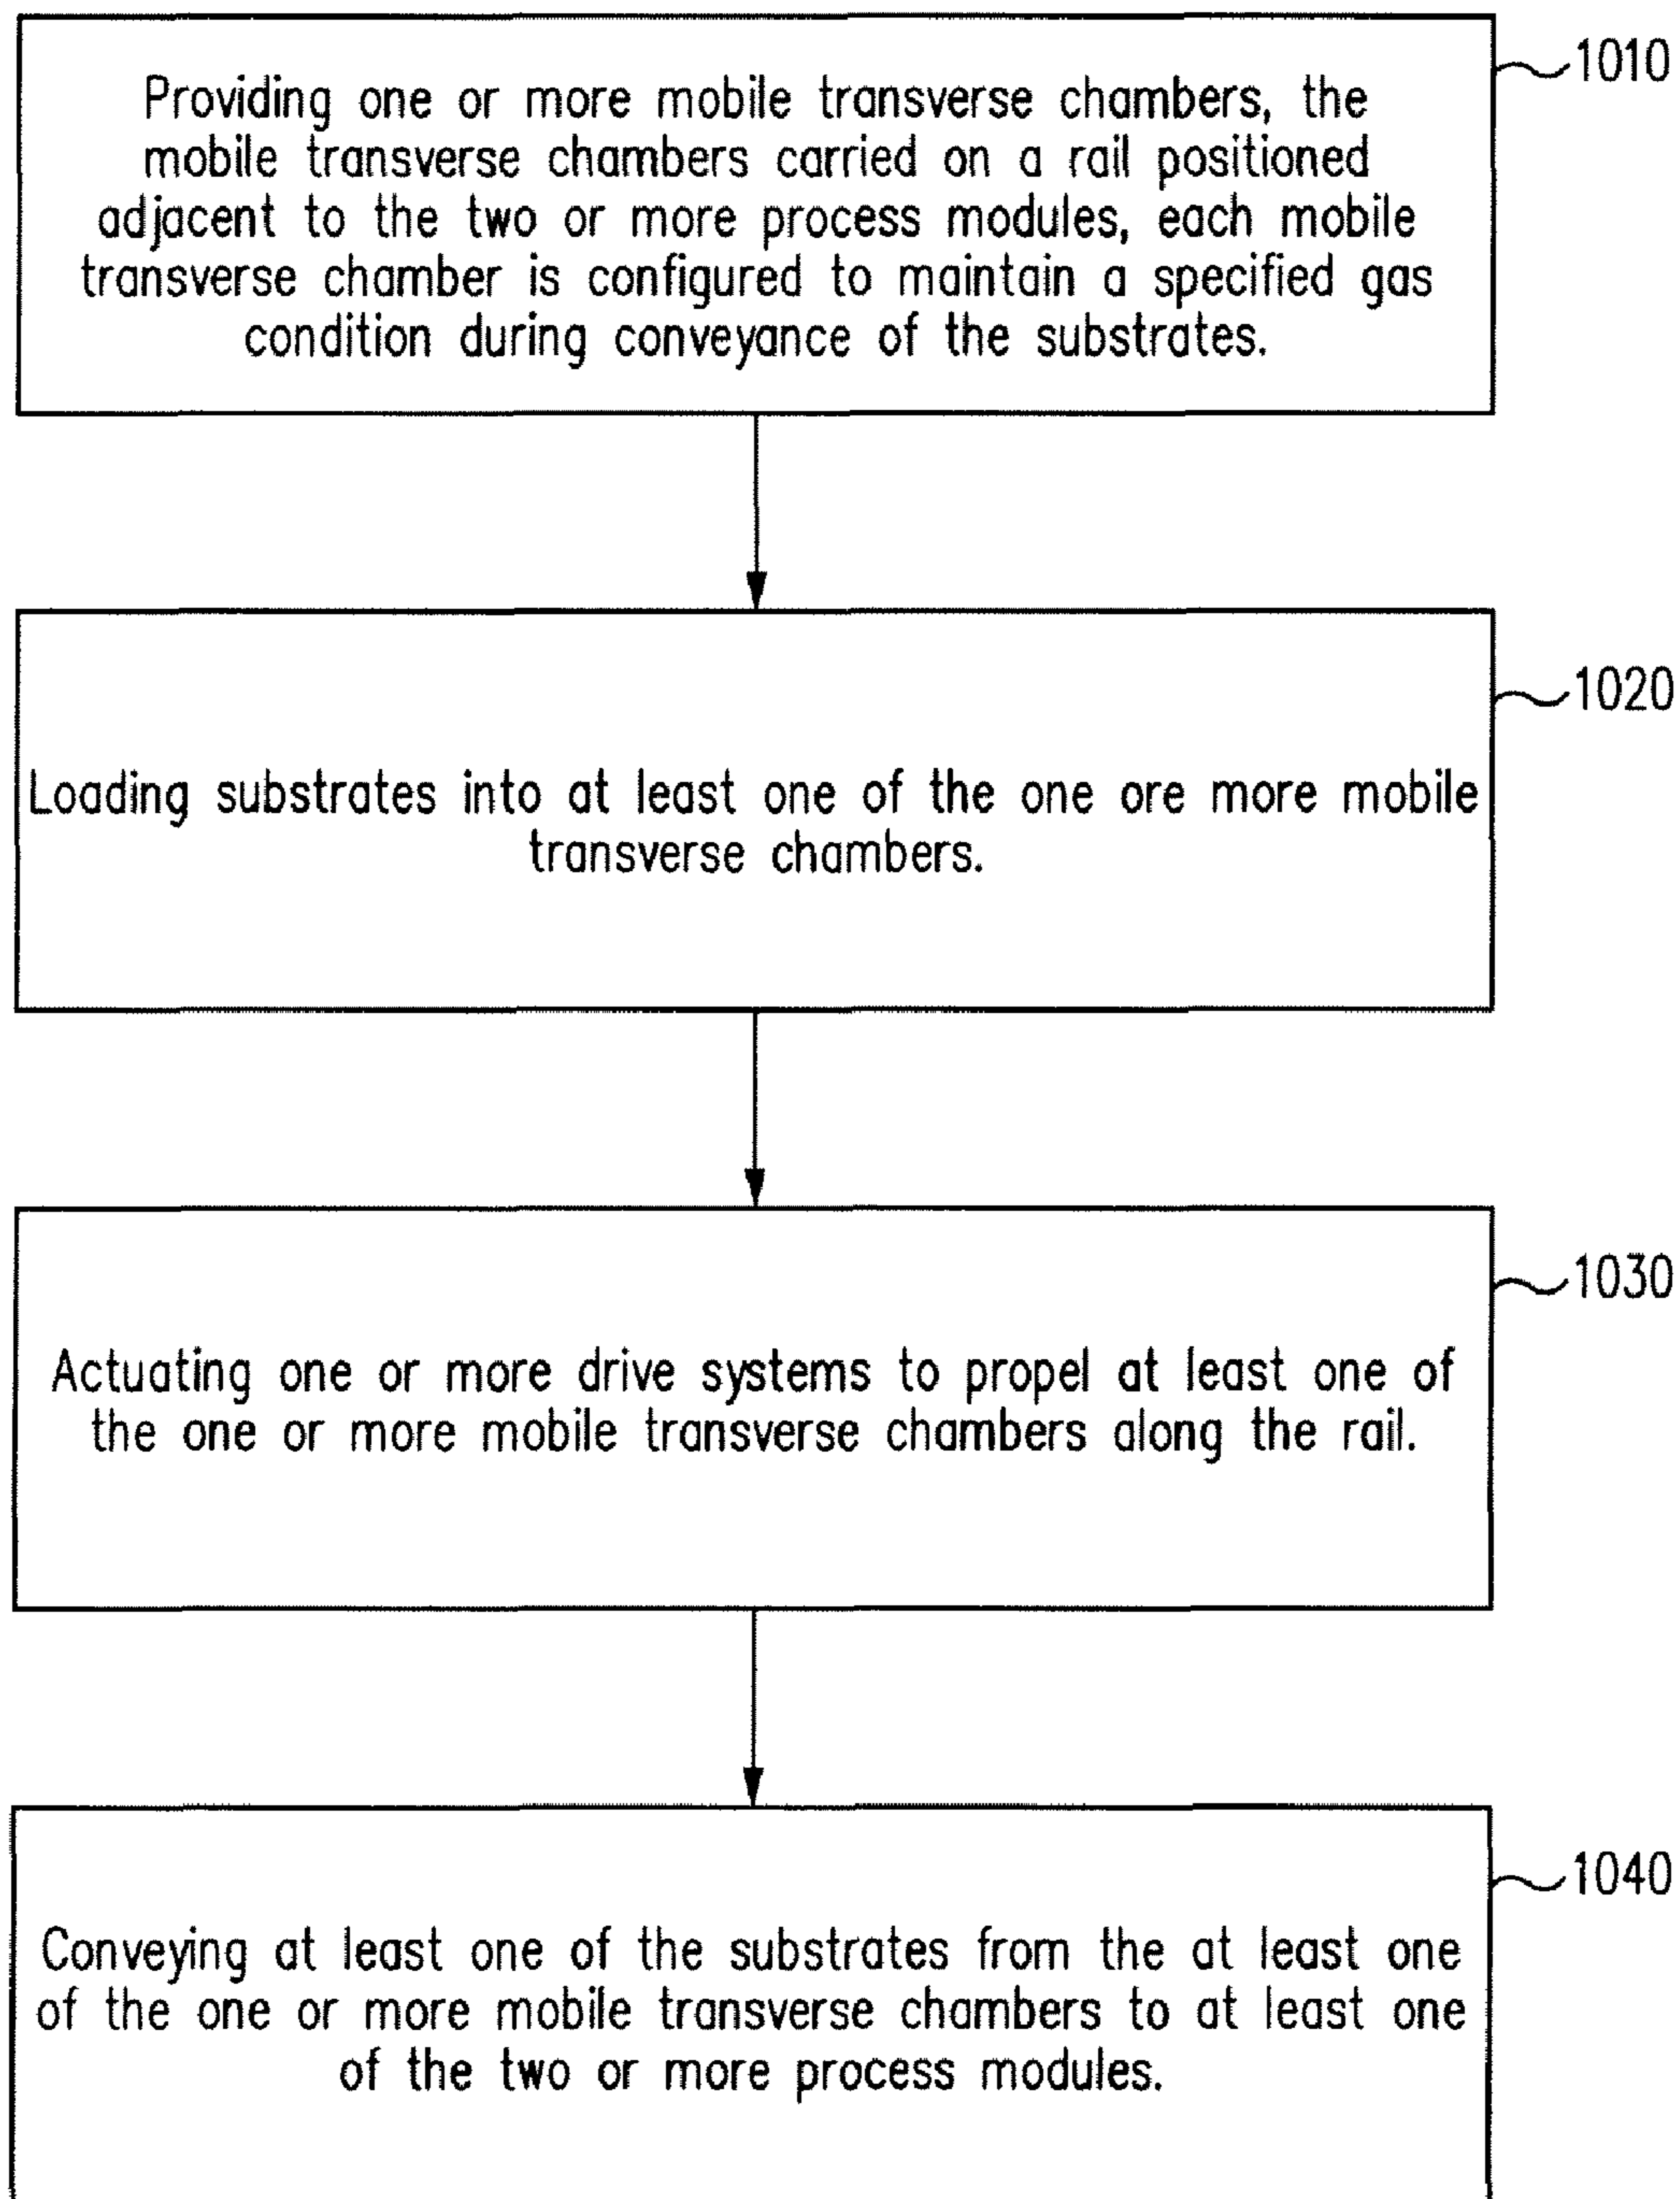 Providing one or more mobile transverse chambers, the
mobile transverse chambers carried on a rail positioned
adjacent to the two or more process modules, each mobile
transverse chamber is configured to maintain a specified gas
condition during conveyance of the substrates.
1010
Loading substrates into at least one of the one ore more mobile
transverse chambers.
1020
Actuating one or more drive systems to propel at least one of
the one or more mobile transverse chambers along the rail.
1030
Conveying at least one of the substrates from the at least one
of the one or more mobile transverse chambers to at least one
of the two or more process modules.
1040